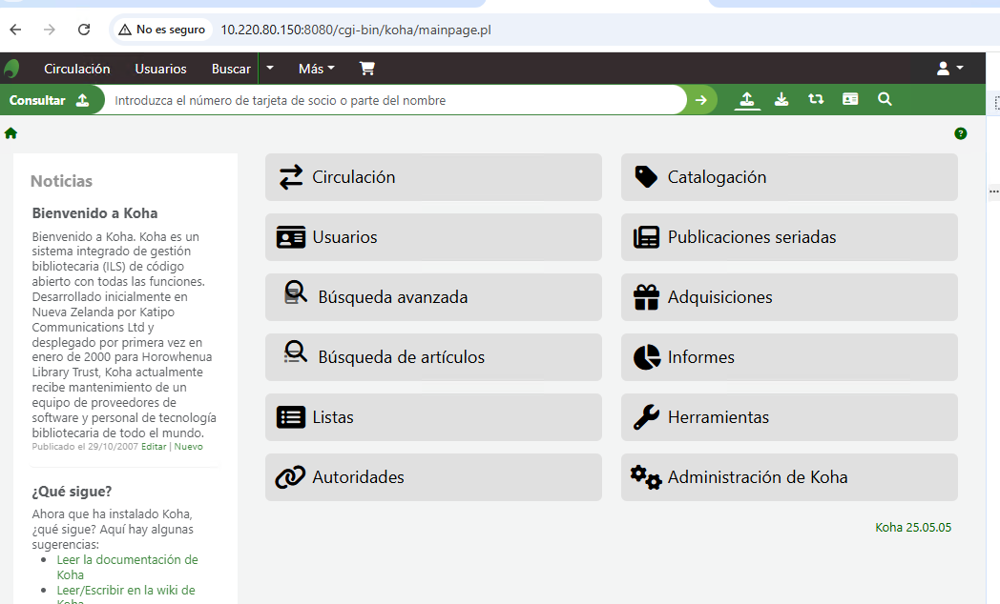 No es seguro
10.220.80.150:8080/cgi-bin/koha/mainpage.pl
Circulación Usuarios Buscar Más
Consultar Introduzca el número de tarjeta de socio o parte del nombre
?
Noticias
Bienvenido a Koha
Bienvenido a Koha. Koha es un
sistema integrado de gestión
bibliotecaria (ILS) de código
abierto con todas las funciones.
Desarrollado inicialmente en
Nueva Zelanda por Katipo
Communications Ltd y
desplegado por primera vez en
enero de 2000 para Horowhenua
Library Trust, Koha actualmente
recibe mantenimiento de un
equipo de proveedores de
software y personal de tecnología
bibliotecaria de todo el mundo.
Publicado el 29/10/2007 Editar | Nuevo
¿Qué sigue?
Ahora que ha instalado Koha,
¿qué sigue? Aquí hay algunas
sugerencias:
• Leer la documentación de
Koha
• Leer/Escribir en la wiki de
Koha
Circulación
Usuarios
Búsqueda avanzada
Búsqueda de artículos
Listas
Autoridades
Catalogación
Publicaciones seriadas
Adquisiciones
Informes
Herramientas
Administración de Koha
Koha 25.05.05